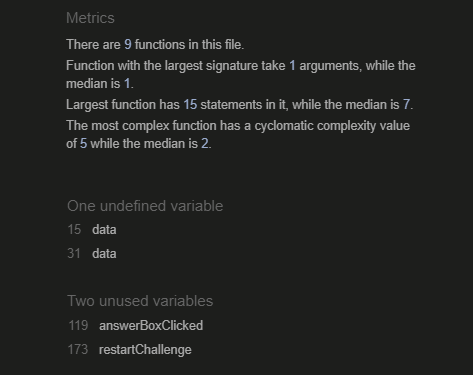 Metrics
There are 9 functions in this file.
Function with the largest signature take 1 arguments, while the
median is 1.
Largest function has 15 statements in it, while the median is 7.
The most complex function has a cyclomatic complexity value
of 5 while the median is 2.
One undefined variable
15 data
31 data
Two unused variables
119 answerBoxClicked
173 restartChallenge